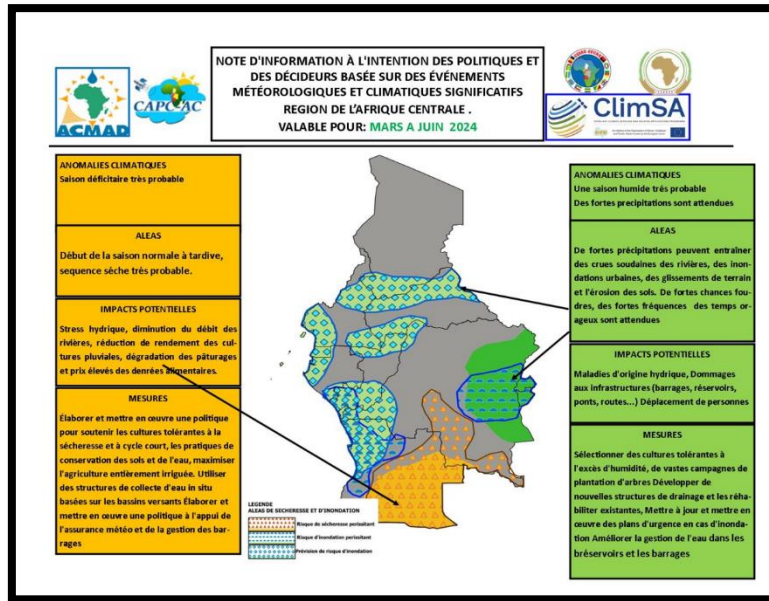 NOTE D'INFORMATION À L'INTENTION DES POLITIQUES ET
DES DÉCIDEURS BASÉE SUR DES ÉVÉNEMENTS
MÉTEOROLOGIQUES ET CLIMATIQUES SIGNIFICATIFS
REGION DE L'AFRIQUE CENTRALE .
VALABLE POUR: MARS A JUIN 2024
ACMAD
CAPC-AC
ClimSA
ANOMALIES CLIMATIQUES
Saison déficitaire très probable
ALEAS
Début de la saison normale à tardive,
sequence séche très probable.
IMPACTS POTENTIELLES
Stress hydrique, diminution du débit des
rivières, réduction de rendement des cul-
tures pluviales, dégradation des pâturages
et prix élevés des denrées alimentaires.
MESURES
Élaborer et mettre en œuvre une politique
pour soutenir les cultures tolérantes à la
sécheresse et à cycle court, les pratiques de
conservation des sols et de l'eau, maximiser
l'agriculture entièrement irriguée. Utiliser
des structures de collecte d'eau in situ
basées sur les bassins versants Élaborer et
mettre en œuvre une politique à l'appui de
l'assurance météo et de la gestion des bar-
rages
LEGENDE
ALEAS DE SECHERESSE ET D'INONDATION
Risque de sécheresse persistant
Risque d'inondation persistant
Prévision de risque d'inondation
ANOMALIES CLIMATIQUES
Une saison humide trés probable
Des fortes precipitations sont attendues
ALEAS
De fortes précipitations peuvent entraîner
des crues soudaines des rivières, des inon-
dations urbaines, des glissements de terrain
et l'érosion des sols. De fortes chances fou-
dres, des fortes fréquences des temps or-
ageux sont attendues
IMPACTS POTENTIELLES
Maladies d'origine hydrique, Dommages
aux infrastructures (barrages, réservoirs,
ponts, routes...) Déplacement de personnes
MESURES
Sélectionner des cultures tolérantes à
l'excès d'humidité, de vastes campagnes de
plantation d'arbres Développer de
nouvelles structures de drainage et les réha-
biliter existantes, Mettre à jour et mettre en
œuvre des plans d'urgence en cas d'inonda-
tion Améliorer la gestion de l'eau dans les
bréservoirs et les barrages